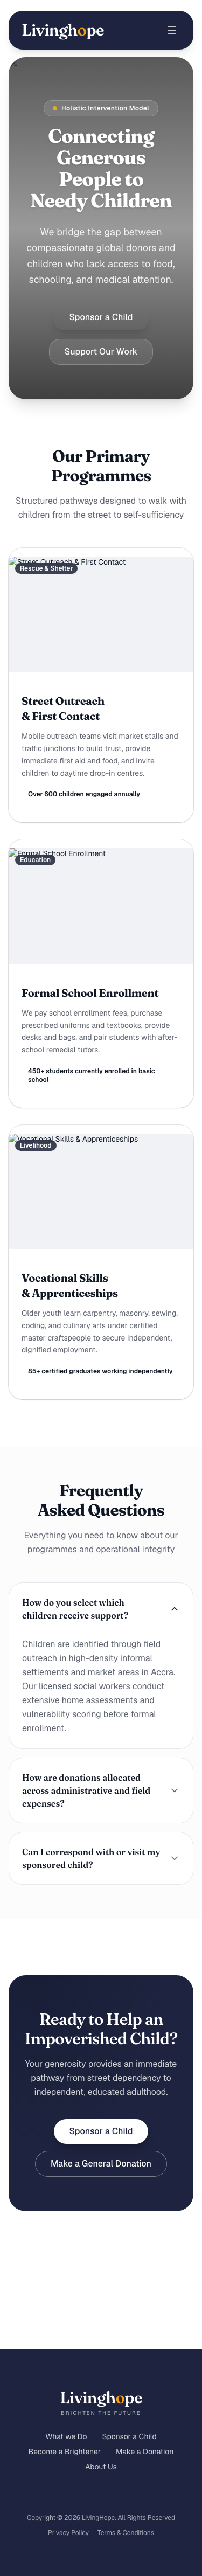 Livinghope
Holistic Intervention Model
Connecting
Generous
People to
Needy Children
We bridge the gap between
compassionate global donors and
children who lack access to food,
schooling, and medical attention.
Sponsor a Child
Support Our Work
Our Primary
Programmes
Structured pathways designed to walk with
children from the street to self-sufficiency
Street Outreach & First Contact
Rescue & Shelter
Street Outreach
& First Contact
Mobile outreach teams visit market stalls and
traffic junctions to build trust, provide
immediate first aid and food, and invite
children to daytime drop-in centres.
Over 600 children engaged annually
Formal School Enrollment
Education
Formal School Enrollment
We pay school enrollment fees, purchase
prescribed uniforms and textbooks, provide
desks and bags, and pair students with after-
school remedial tutors.
450+ students currently enrolled in basic
school
Vocational Skills & Apprenticeships
Livelihood
Vocational Skills
& Apprenticeships
Older youth learn carpentry, masonry, sewing,
coding, and culinary arts under certified
master craftspeople to secure independent,
dignified employment.
85+ certified graduates working independently
Frequently
Asked Questions
Everything you need to know about our
programmes and operational integrity
How do you select which
children receive support?
Children are identified through field
outreach in high-density informal
settlements and market areas in Accra.
Our licensed social workers conduct
extensive home assessments and
vulnerability scoring before formal
enrollment.
How are donations allocated
across administrative and field
expenses?
Can I correspond with or visit my
sponsored child?
Ready to Help an
Impoverished Child?
Your generosity provides an immediate
pathway from street dependency to
independent, educated adulthood.
Sponsor a Child
Make a General Donation
Livinghope
BRIGHTEN THE FUTURE
What we Do Sponsor a Child
Become a Brightener Make a Donation
About Us
Copyright © 2026 LivingHope. All Rights Reserved
Privacy Policy Terms & Conditions